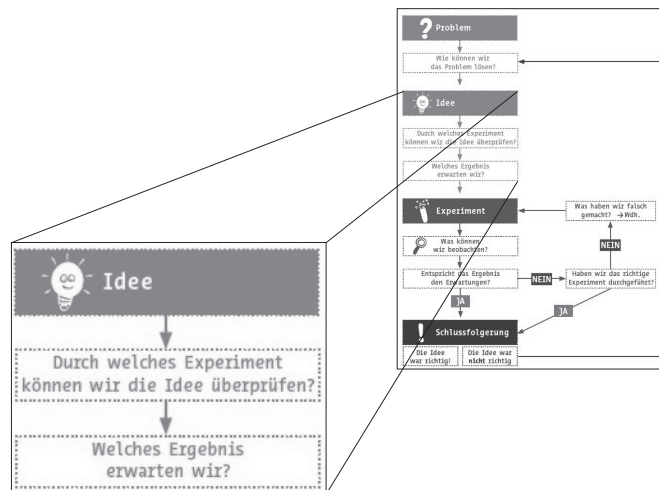 ? Problem
Wie können wir
das Problem lösen?
Idee
Durch welches Experiment
können wir die Idee überprüfen?
Welches Ergebnis
erwarten wir?
Experiment
Was können
wir beobachten?
Entspricht das Ergebnis
den Erwartungen?
NEIN
Haben wir das richtige
Experiment durchgeführt?
NEIN
Was haben wir falsch
gemacht? → Wdh.
JA
JA
! Schlussfolgerung
Die Idee
war richtig!
Die Idee war
nicht richtig
Idee
Durch welches Experiment
können wir die Idee überprüfen?
Welches Ergebnis
erwarten wir?